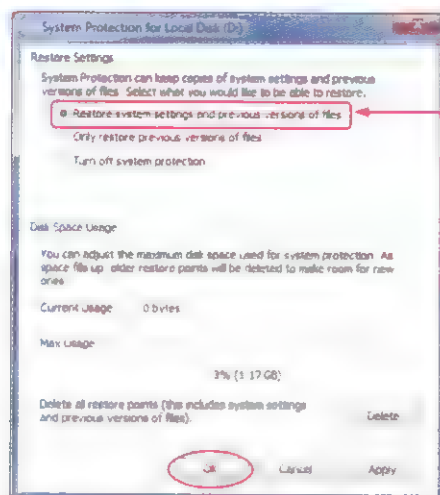 System Protection for Local Disk (D:)
Restore Settings
System Protection can keep copies of system settings and previous
versions of files. Select what you would like to be able to restore.
Restore system settings and previous versions of files
Only restore previous versions of files
Turn off system protection
Disk Space Usage
You can adjust the maximum disk space used for system protection. As
space fills up, older restore points will be deleted to make room for new
ones.
Current Usage: 0 bytes
Max Usage:
3% (1.17 GB)
Delete all restore points (this includes system settings
and previous versions of files).
Delete
OK Cancel Apply